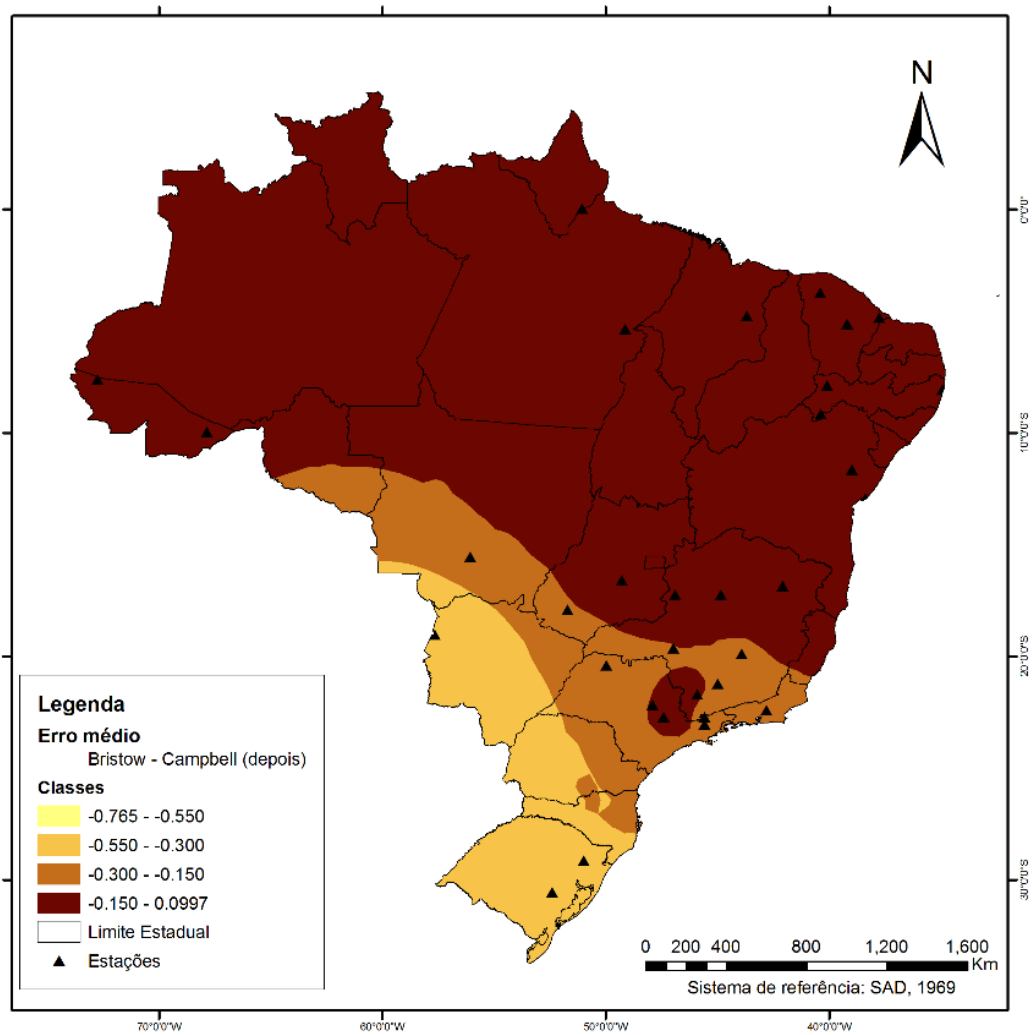 N
0°0'0"
10°0'0"S
20°0'0"S
30°0'0"S
Legenda
Erro médio
Bristow - Campbell (depois)
Classes
-0.765 - -0.550
-0.550 - -0.300
-0.300 - -0.150
-0.150 - 0.0997
Limite Estadual
Estações
0 200 400 800 1,200 1,600
Km
Sistema de referência: SAD, 1969
70°0'0"W 60°0'0"W 50°0'0"W 40°0'0"W